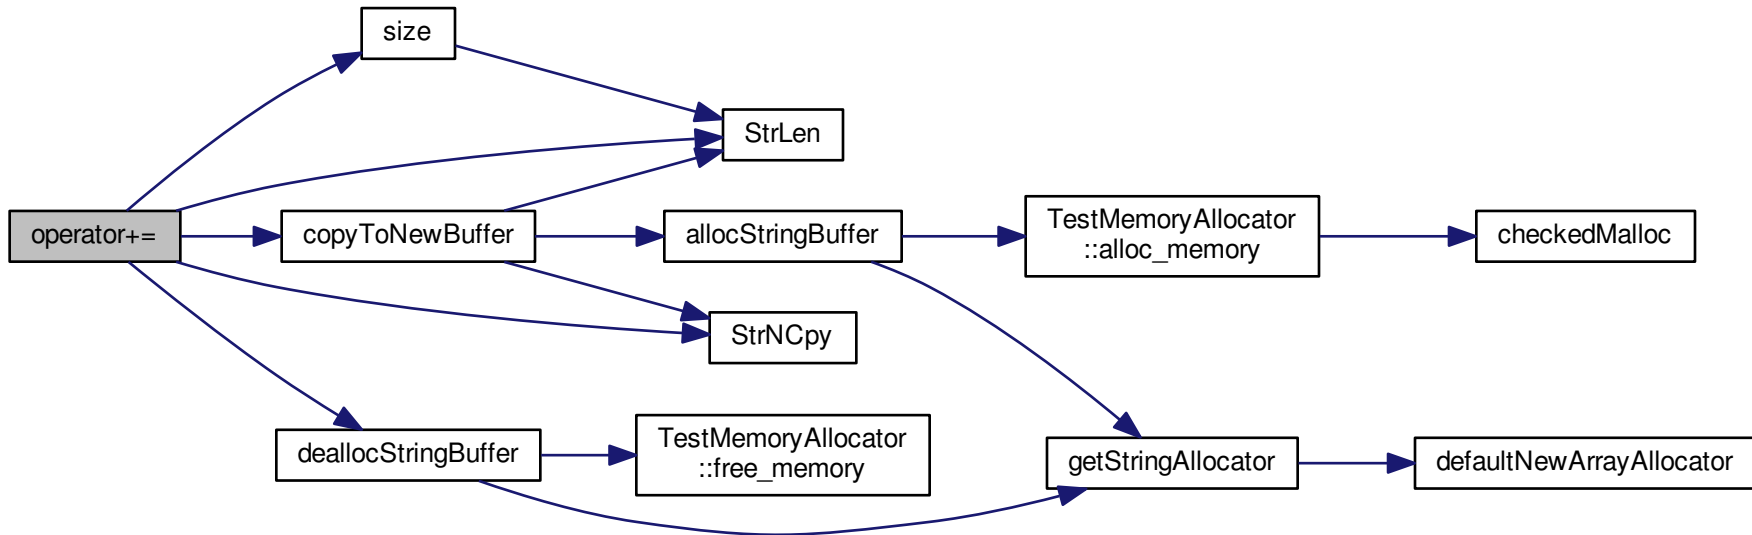 size
StrLen
operator+=
copyToNewBuffer
allocStringBuffer
TestMemoryAllocator
::alloc_memory
checkedMalloc
StrNCpy
deallocStringBuffer
TestMemoryAllocator
::free_memory
getStringAllocator
defaultNewArrayAllocator